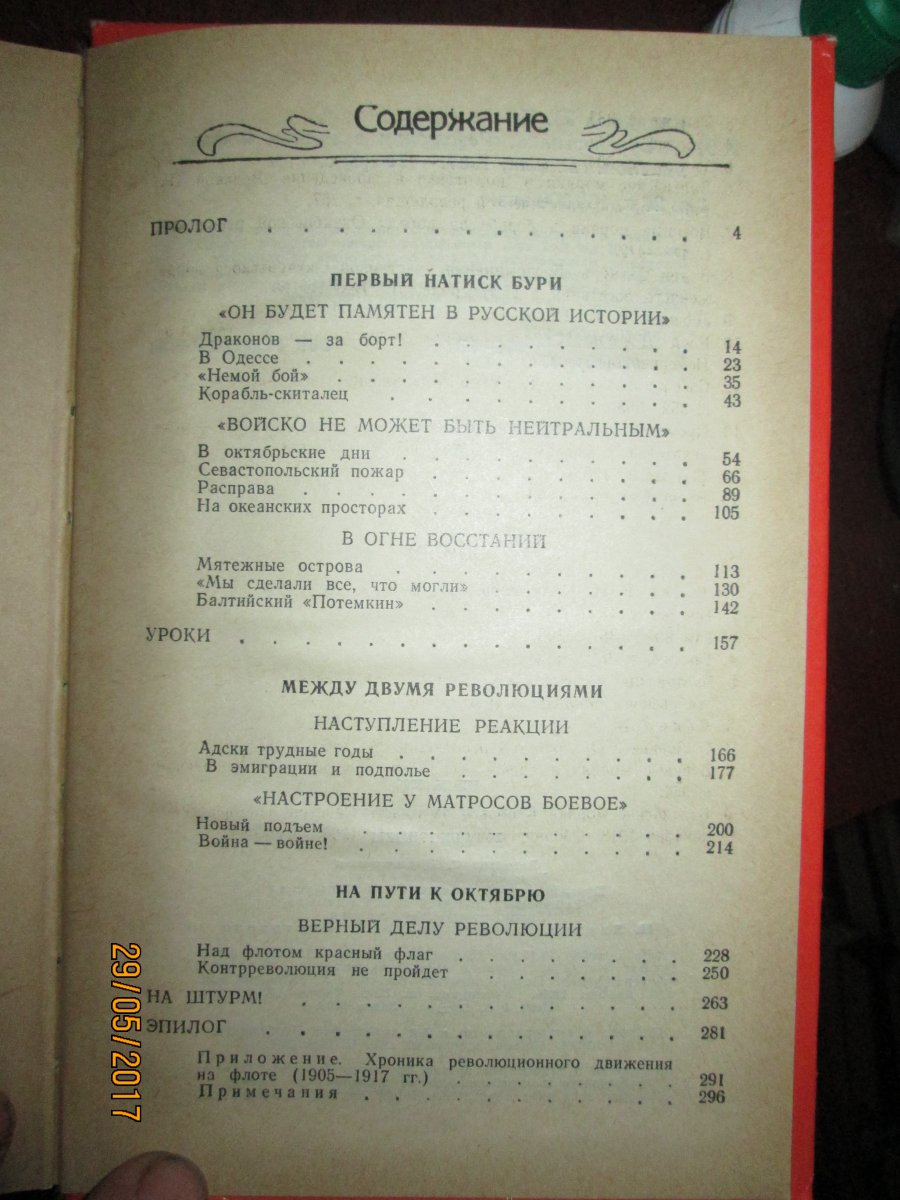 Содержание
ПРОЛОГ . . . . . . . . . . . . . . . . . 4
ПЕРВЫЙ НАТИСК БУРИ
«ОН БУДЕТ ПАМЯТЕН В РУССКОЙ ИСТОРИИ»
Драконов — за борт! . . . . . . . . . 14
В Одессе . . . . . . . . . . . . 23
«Немой бой» . . . . . . . . . . . 35
Корабль-скиталец . . . . . . . . . 43
«ВОЙСКО НЕ МОЖЕТ БЫТЬ НЕЙТРАЛЬНЫМ»
В октябрьские дни . . . . . . . . . 54
Севастопольский пожар . . . . . . . . 66
Расправа . . . . . . . . . . . . 89
На океанских просторах . . . . . . . . 105
В ОГНЕ ВОССТАНИЙ
Мятежные острова . . . . . . . . . 113
«Мы сделали все, что могли» . . . . . . 130
Балтийский «Потемкин» . . . . . . . . 142
УРОКИ . . . . . . . . . . . . . . 157
МЕЖДУ ДВУМЯ РЕВОЛЮЦИЯМИ
НАСТУПЛЕНИЕ РЕАКЦИИ
Адски трудные годы . . . . . . . . . 166
В эмиграции и подполье . . . . . . . 177
«НАСТРОЕНИЕ У МАТРОСОВ БОЕВОЕ»
Новый подъем . . . . . . . . . . 200
Война — войне! . . . . . . . . . . 214
НА ПУТИ К ОКТЯБРЮ
ВЕРНЫЙ ДЕЛУ РЕВОЛЮЦИИ
Над флотом красный флаг . . . . . . . 228
Контрреволюция не пройдет . . . . . . 250
НА ШТУРМ! . . . . . . . . . . . . 263
ЭПИЛОГ . . . . . . . . . . . . . 281
Приложение. Хроника революционного движения
на флоте (1905—1917 гг.) . . . . . . . 291
Примечания . . . . . . . . . . 296
29/05/2017